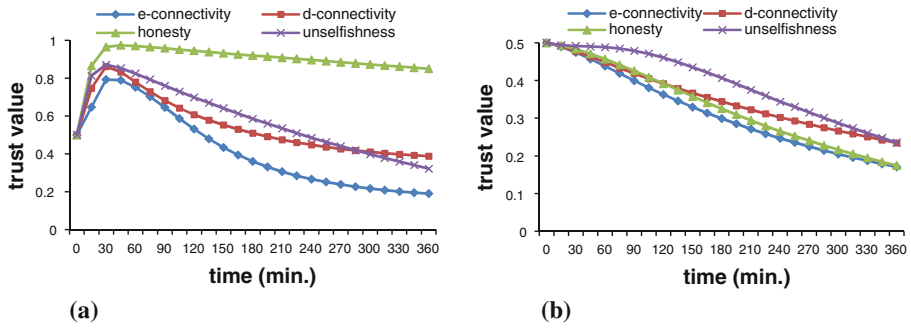 e-connectivity d-connectivity
honesty unselfishness
trust value
1
0.8
0.6
0.4
0.2
0
0 30 60 90 120 150 180 210 240 270 300 330 360
time (min.)
(a)
e-connectivity d-connectivity
honesty unselfishness
trust value
0.5
0.4
0.3
0.2
0.1
0
0 30 60 90 120 150 180 210 240 270 300 330 360
time (min.)
(b)